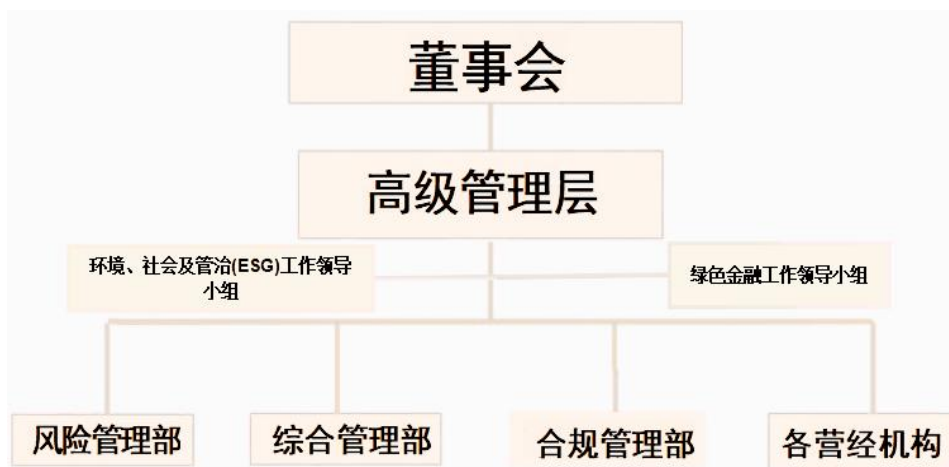 董事会
高级管理层
环境、社会及管治(ESG)工作领导
小组
绿色金融工作领导小组
风险管理部
综合管理部
合规管理部
各营经机构